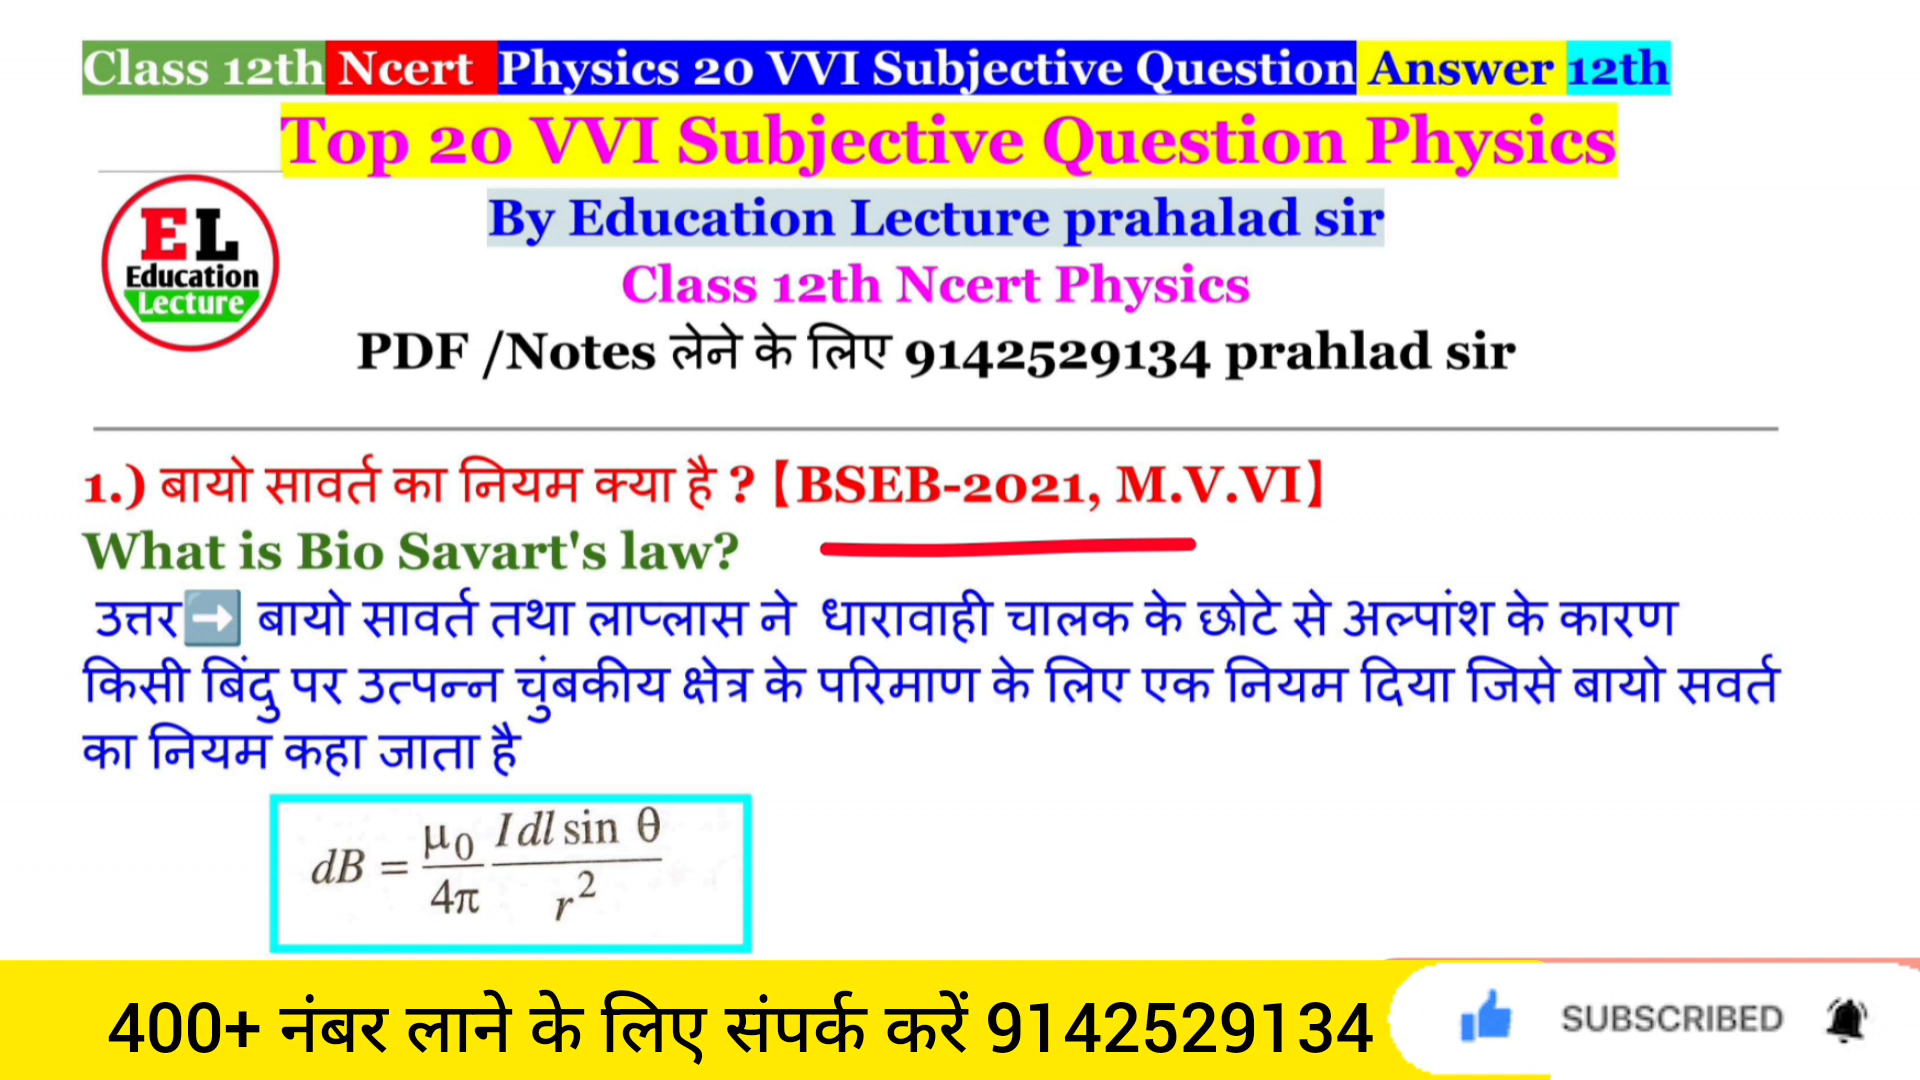 Class 12th Ncert Physics 20 VVI Subjective Question Answer 12th
Top 20 VVI Subjective Question Physics
By Education Lecture prahalad sir
Class 12th Ncert Physics
PDF /Notes लेने के लिए 9142529134 prahlad sir
EL
Education
Lecture
1.) बायो सावर्त का नियम क्या है ?【BSEB-2021, M.V.VI】
What is Bio Savart's law?
उत्तर➡️ बायो सावर्त तथा लाप्लास ने धारावाही चालक के छोटे से अल्पांश के कारण
किसी बिंदु पर उत्पन्न चुंबकीय क्षेत्र के परिमाण के लिए एक नियम दिया जिसे बायो सवर्त
का नियम कहा जाता है
dB = μ0/4π Idl sin θ/r²
400+ नंबर लाने के लिए संपर्क करें 9142529134
SUBSCRIBED